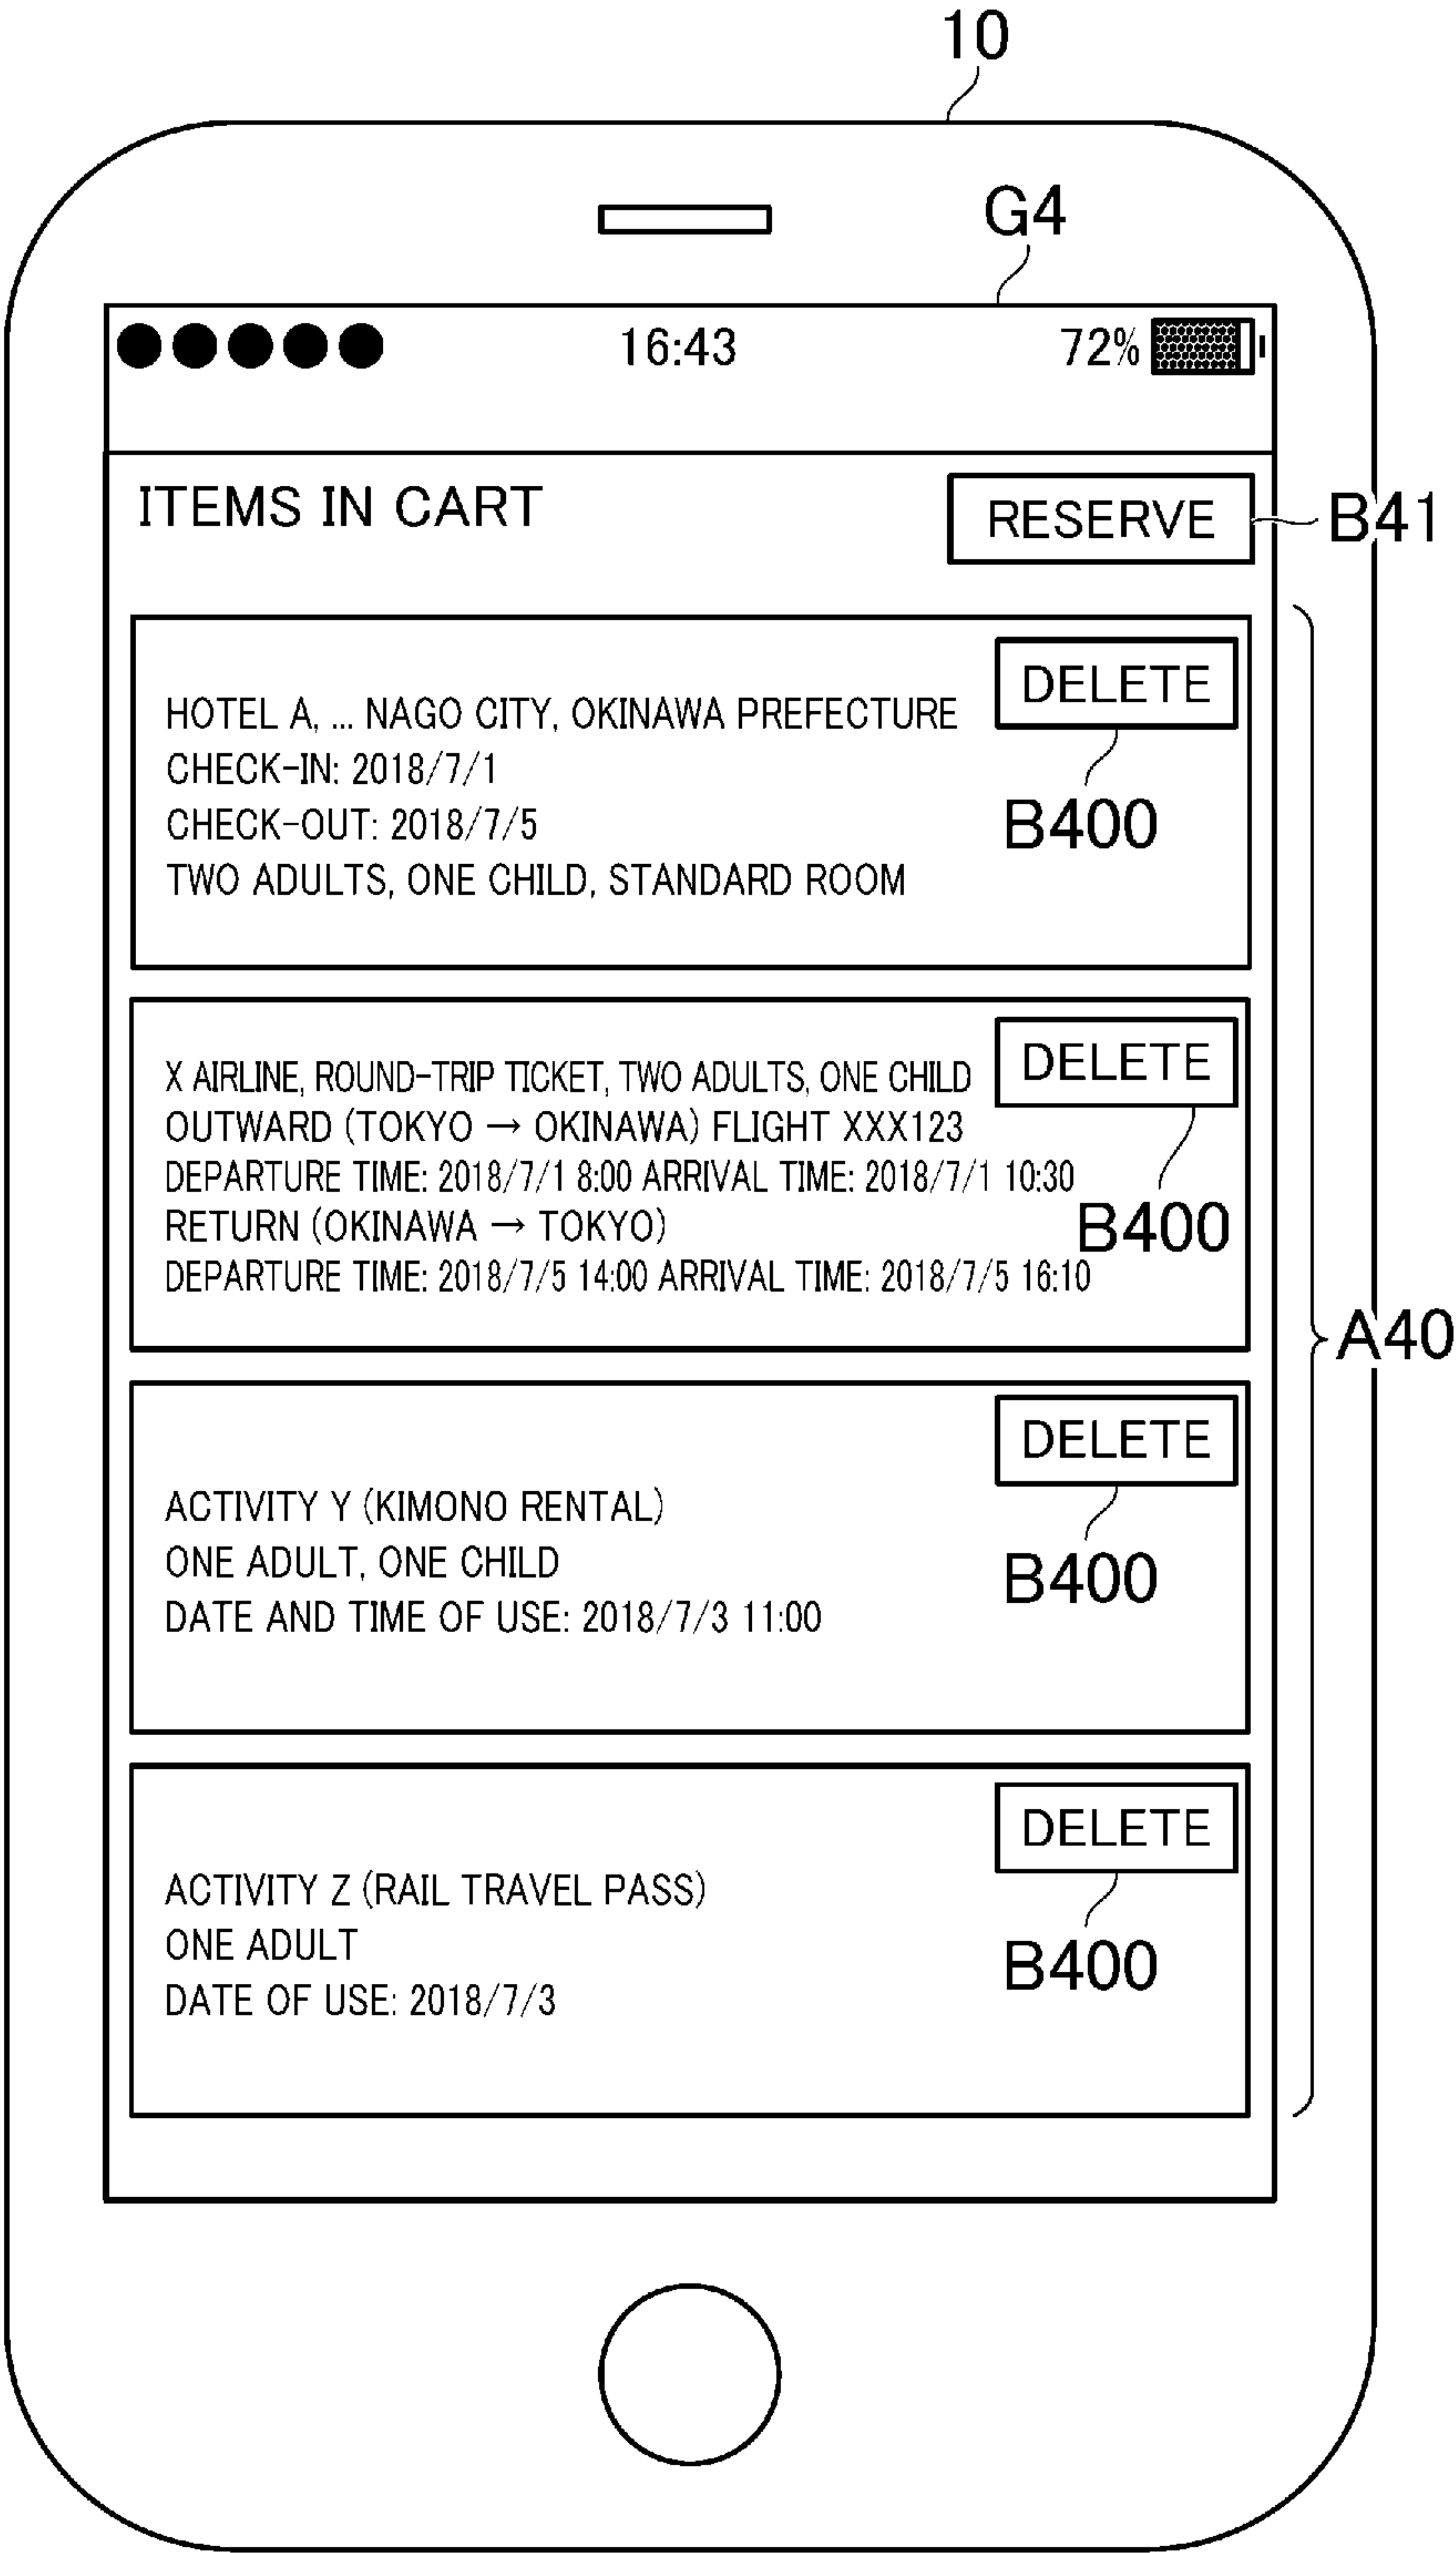 10
G4
16:43 72%
ITEMS IN CART RESERVE B41
DELETE
HOTEL A, ... NAGO CITY, OKINAWA PREFECTURE
CHECK-IN: 2018/7/1
CHECK-OUT: 2018/7/5 B400
TWO ADULTS, ONE CHILD, STANDARD ROOM
DELETE
X AIRLINE, ROUND-TRIP TICKET, TWO ADULTS, ONE CHILD
OUTWARD (TOKYO → OKINAWA) FLIGHT XXX123
DEPARTURE TIME: 2018/7/1 8:00 ARRIVAL TIME: 2018/7/1 10:30
RETURN (OKINAWA → TOKYO) B400
DEPARTURE TIME: 2018/7/5 14:00 ARRIVAL TIME: 2018/7/5 16:10
A40
DELETE
ACTIVITY Y (KIMONO RENTAL)
ONE ADULT, ONE CHILD B400
DATE AND TIME OF USE: 2018/7/3 11:00
DELETE
ACTIVITY Z (RAIL TRAVEL PASS)
ONE ADULT B400
DATE OF USE: 2018/7/3